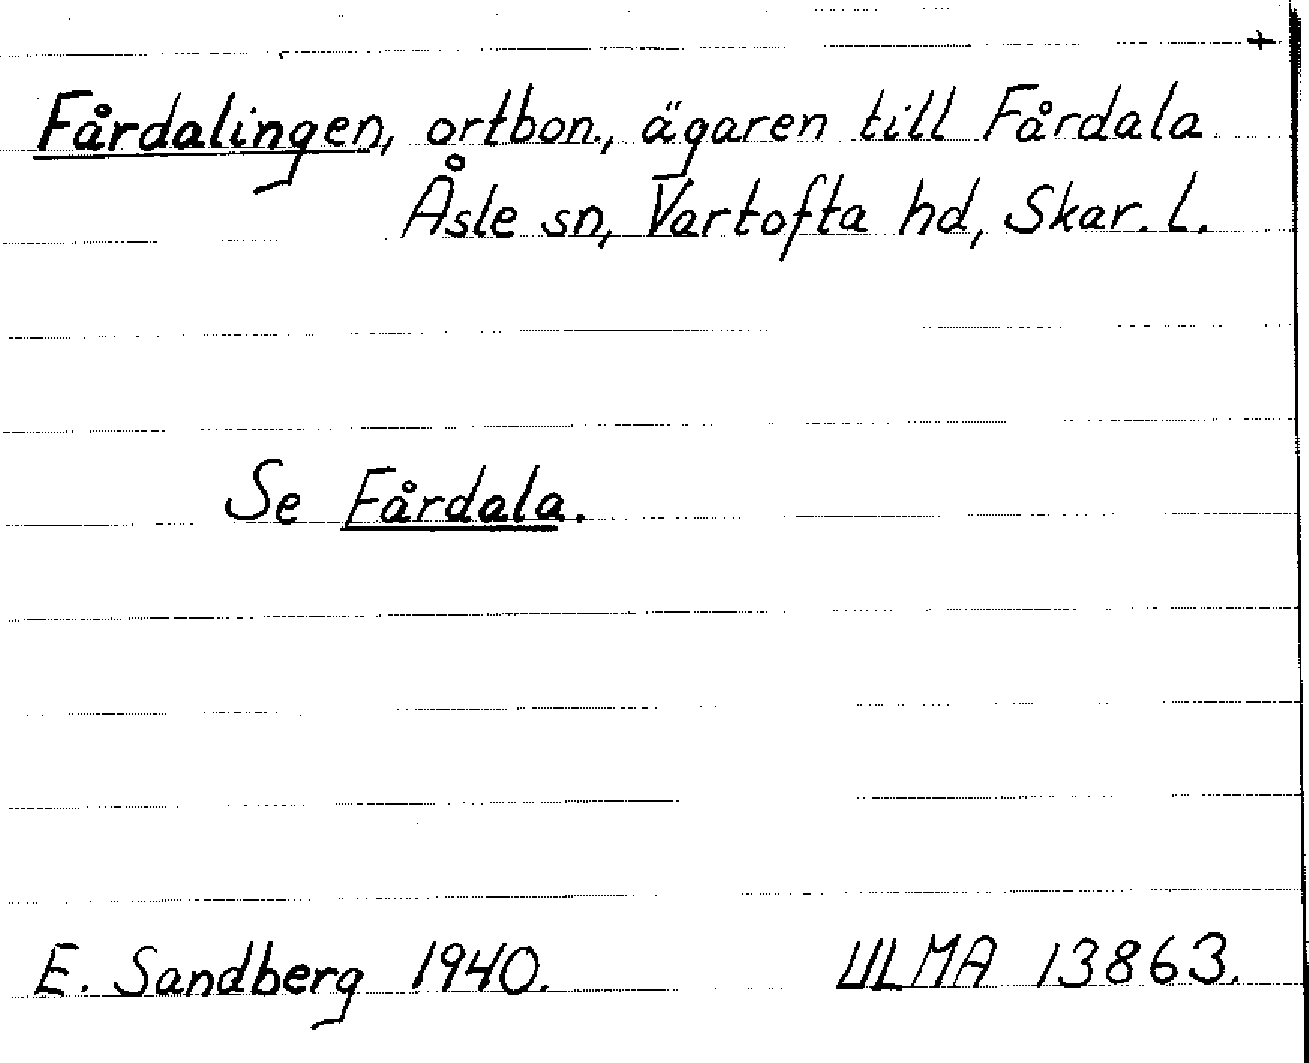 +
Fårdalingen, ortbon., ägaren till Fårdala
Åsle sn, Vartofta hd, Skar. l.
Se Fårdala.
E. Sandberg 1940. ULMA 13863.